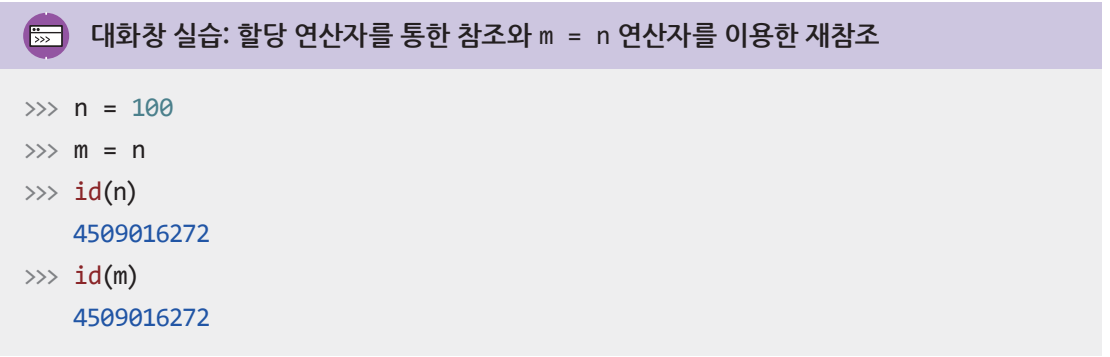 >>>
대화창 실습: 할당 연산자를 통한 참조와 m = n 연산자를 이용한 재참조
>>> n = 100
>>> m = n
>>> id(n)
4509016272
>>> id(m)
4509016272